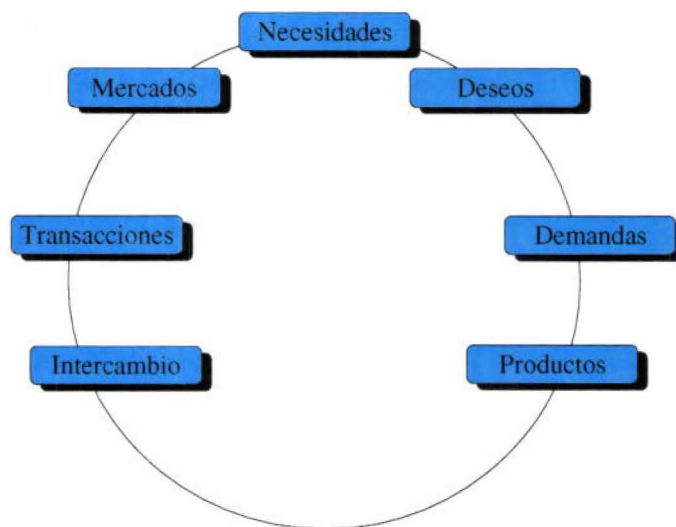 Necesidades
Mercados
Deseos
Transacciones
Demandas
Intercambio
Productos